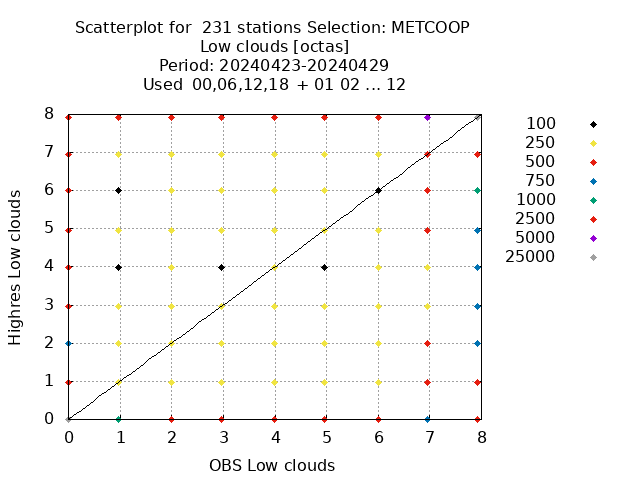 Scatterplot for  231 stations Selection: METCOOP
Low clouds [octas]
Period: 20240423-20240429
Used  00,06,12,18  + 01 02 ... 12
Highres Low clouds
8
7
6
5
4
3
2
1
0
0 1 2 3 4 5 6 7 8
OBS Low clouds
100
250
500
750
1000
2500
5000
25000